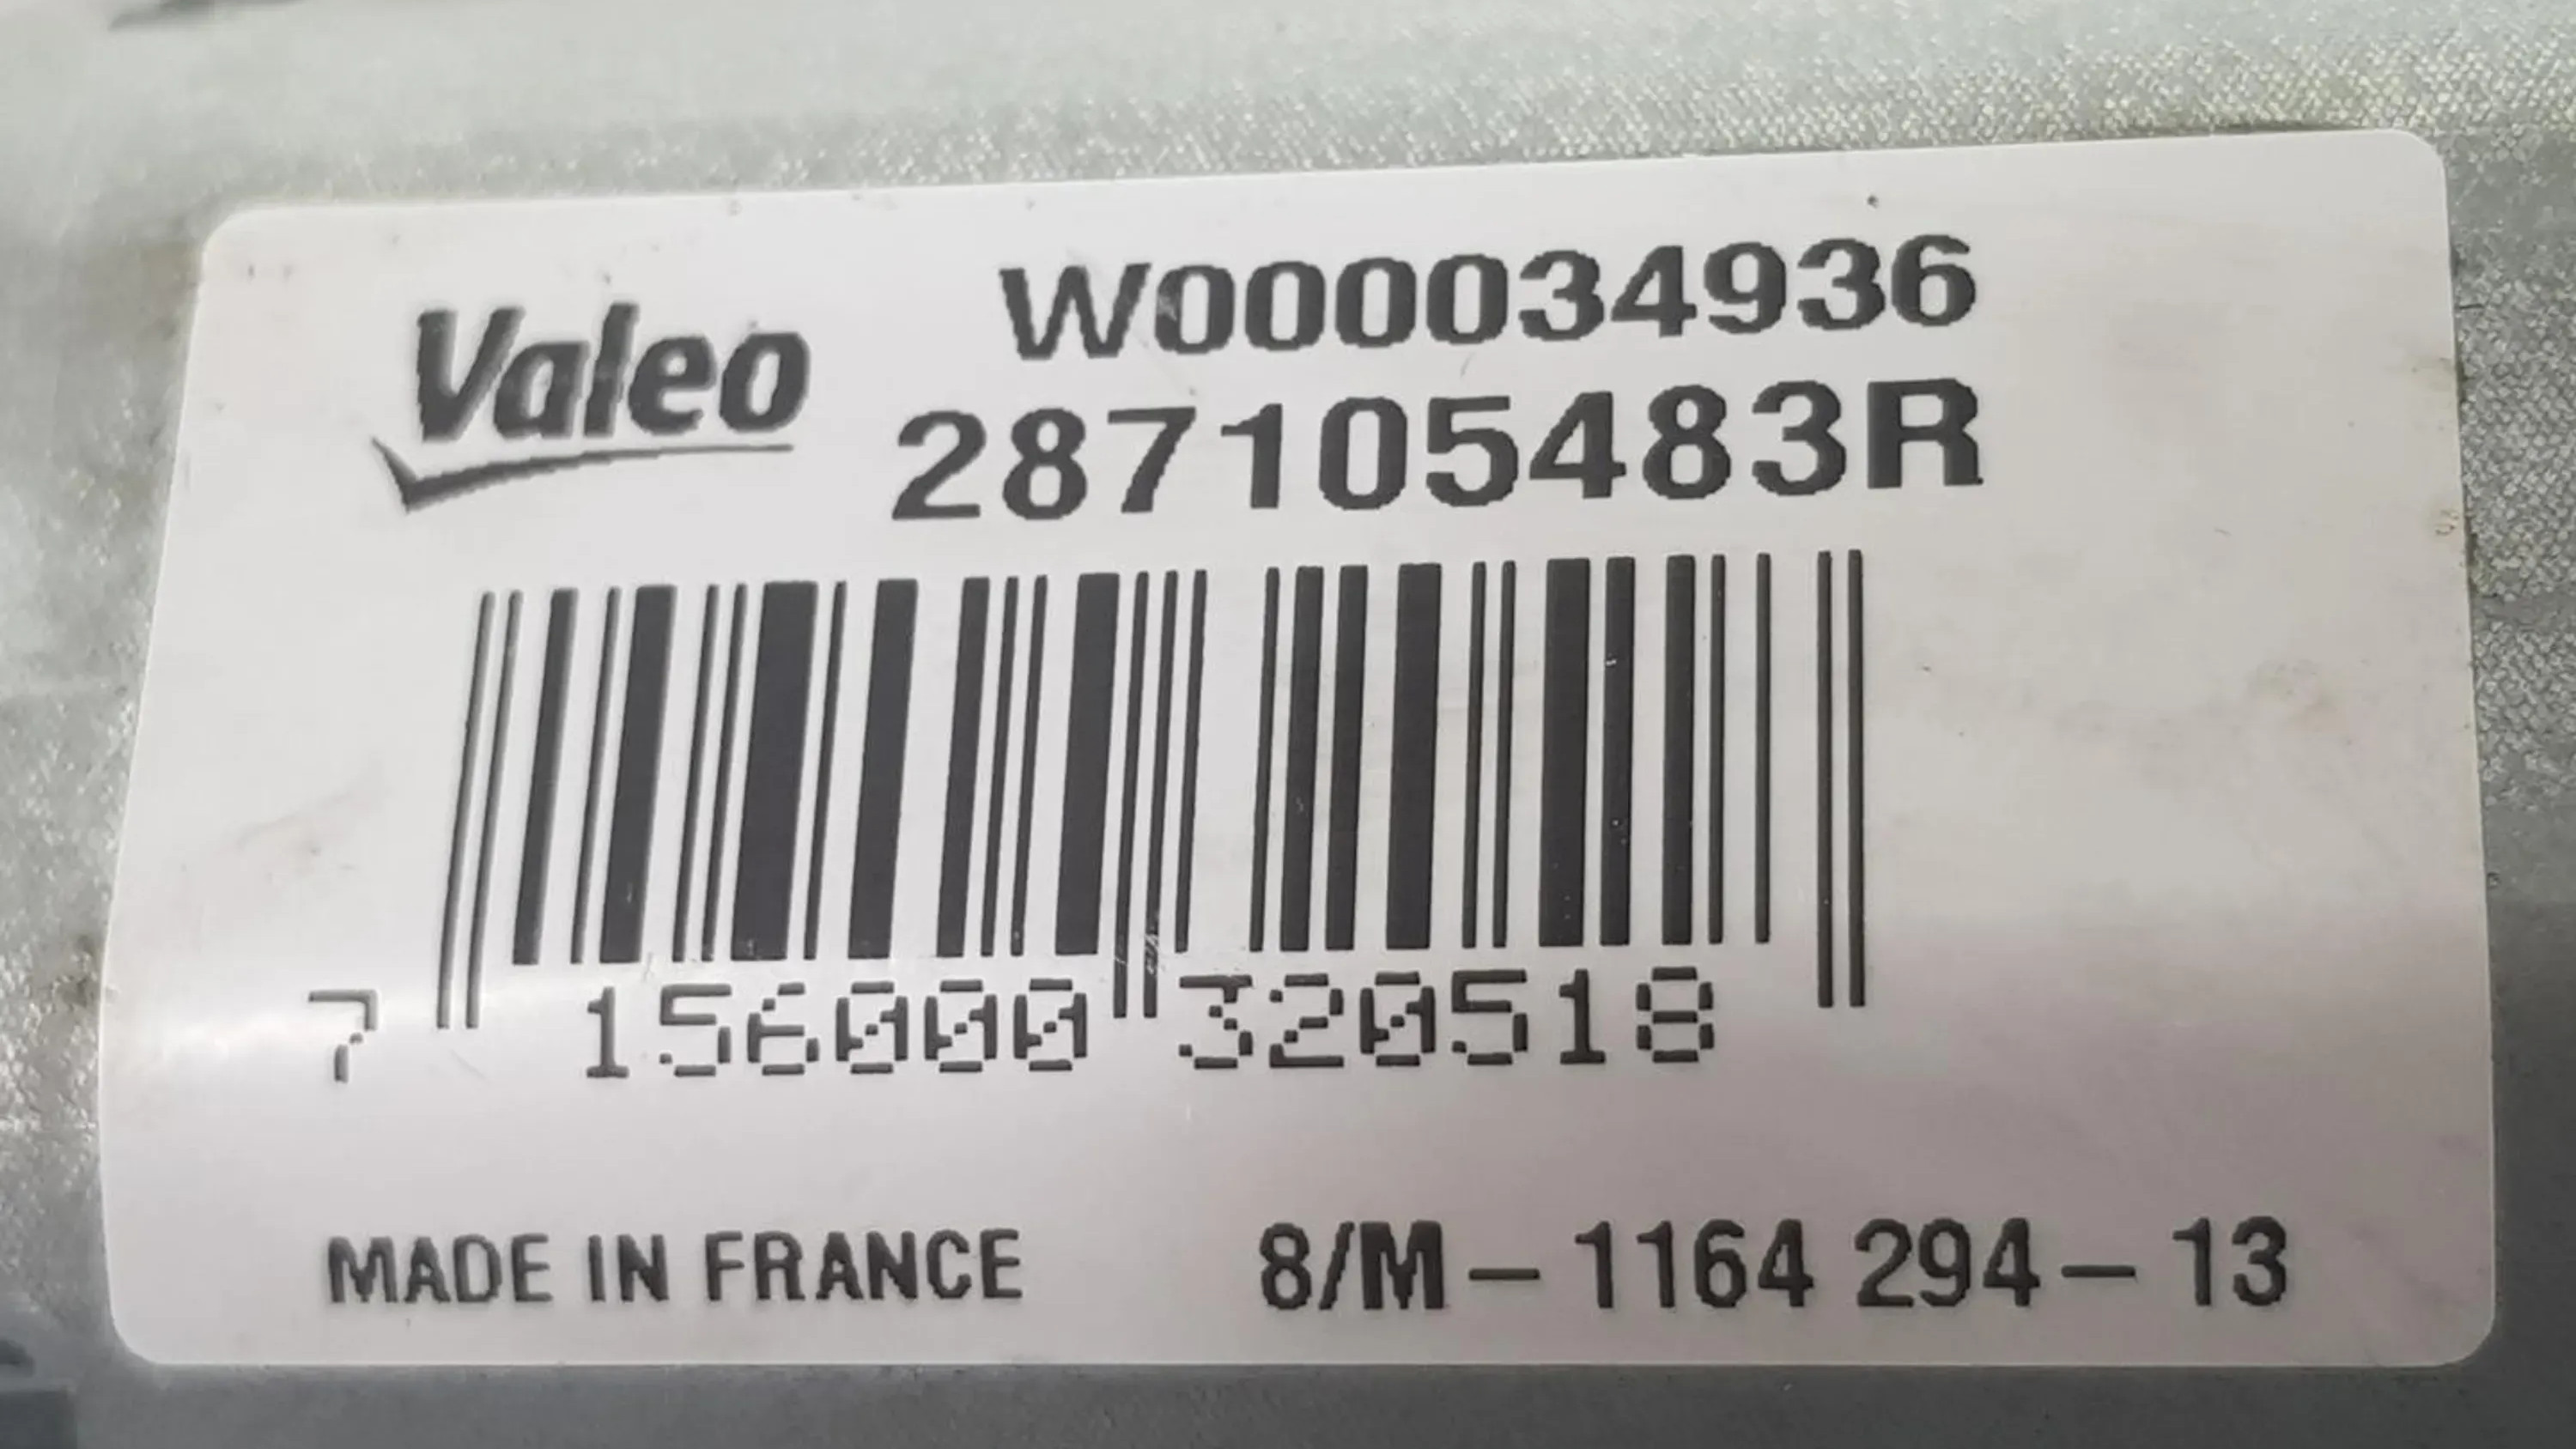 Valeo
W000034936
287105483R
7 156000 320518
MADE IN FRANCE 8/M-1164 294-13